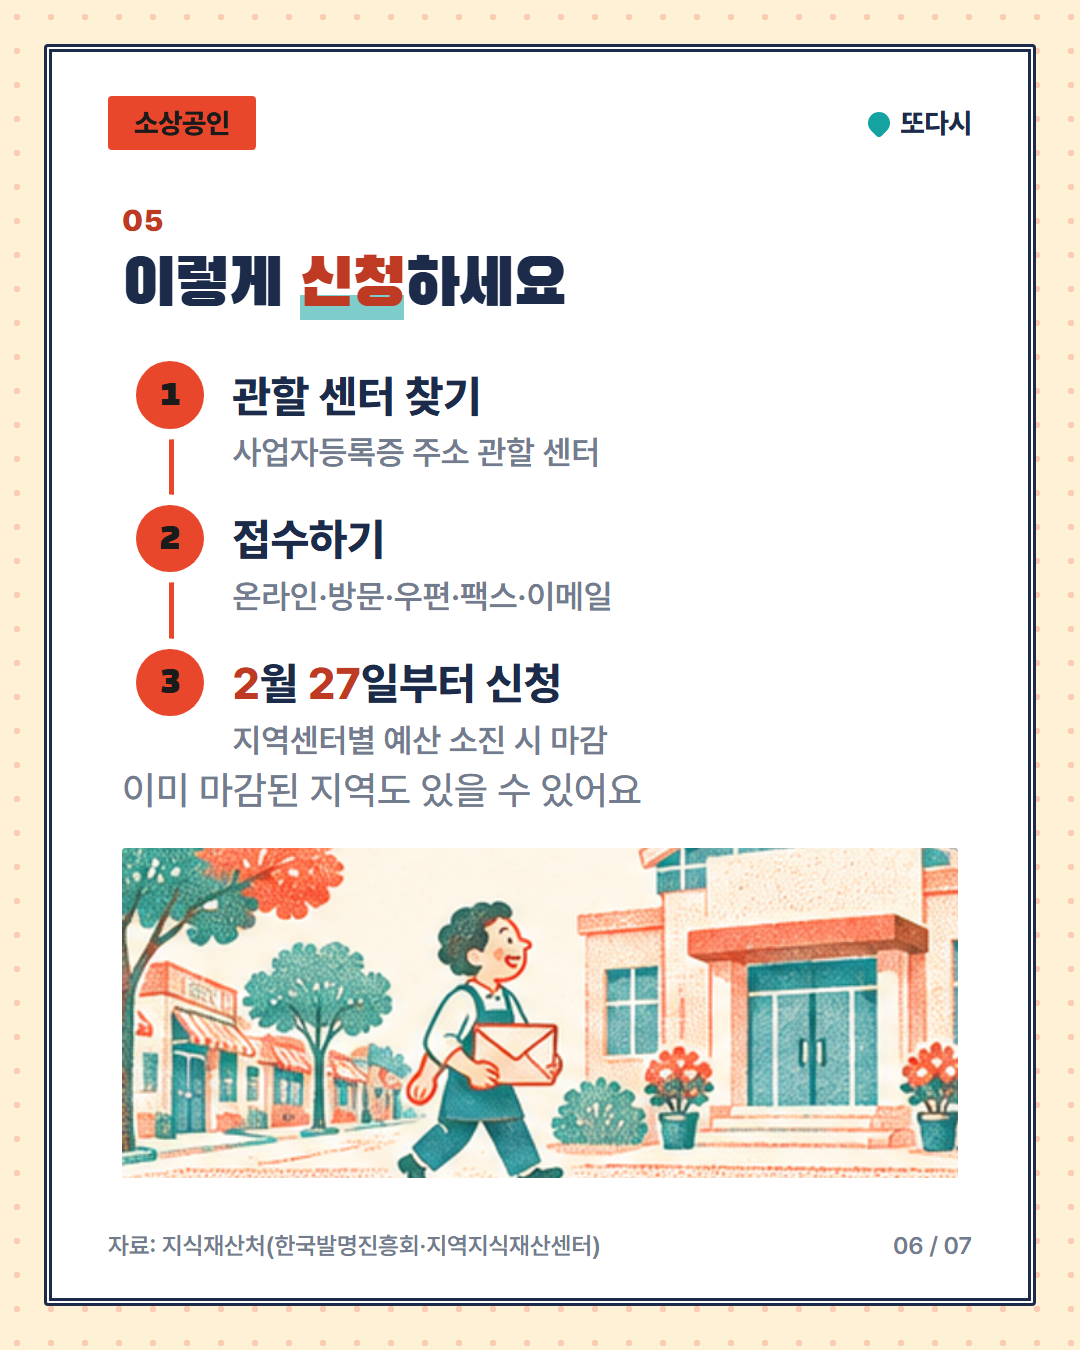 소상공인
또다시
05
이렇게 신청하세요
1
관할 센터 찾기
사업자등록증 주소 관할 센터
2
접수하기
온라인·방문·우편·팩스·이메일
3
2월 27일부터 신청
지역센터별 예산 소진 시 마감
이미 마감된 지역도 있을 수 있어요
자료: 지식재산처(한국발명진흥회·지역지식재산센터)
06 / 07